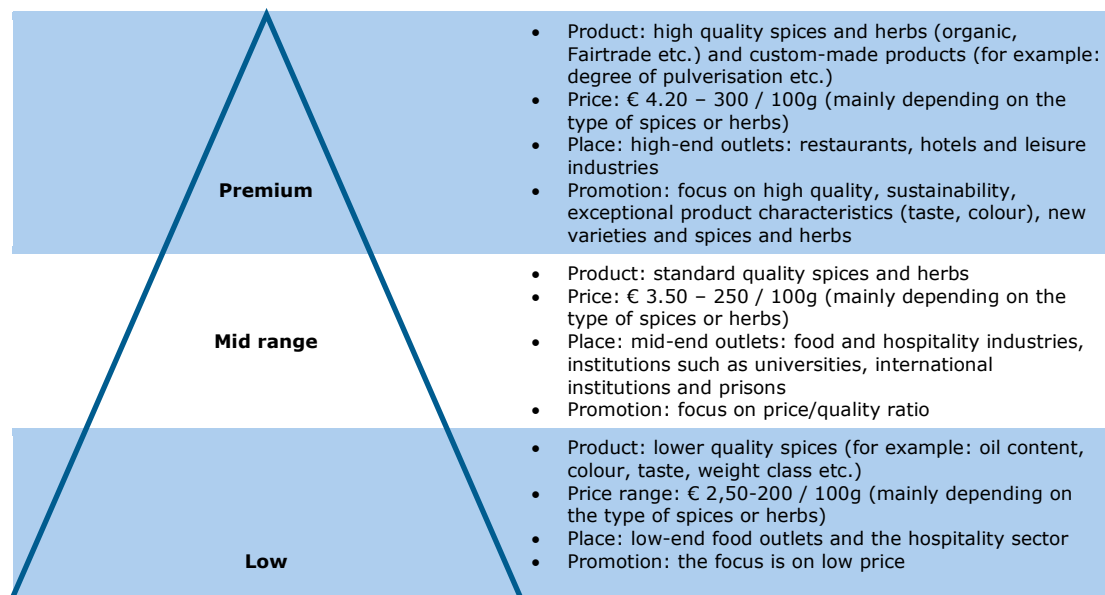 • Product: high quality spices and herbs (organic,
Fairtrade etc.) and custom-made products (for example:
degree of pulverisation etc.)
• Price: € 4.20 – 300 / 100g (mainly depending on the
type of spices or herbs)
• Place: high-end outlets: restaurants, hotels and leisure
industries
Premium
• Promotion: focus on high quality, sustainability,
exceptional product characteristics (taste, colour), new
varieties and spices and herbs
• Product: standard quality spices and herbs
• Price: € 3.50 – 250 / 100g (mainly depending on the
type of spices or herbs)
Mid range
• Place: mid-end outlets: food and hospitality industries,
institutions such as universities, international
institutions and prisons
• Promotion: focus on price/quality ratio
• Product: lower quality spices (for example: oil content,
colour, taste, weight class etc.)
• Price range: € 2,50-200 / 100g (mainly depending on
the type of spices or herbs)
• Place: low-end food outlets and the hospitality sector
Low
• Promotion: the focus is on low price